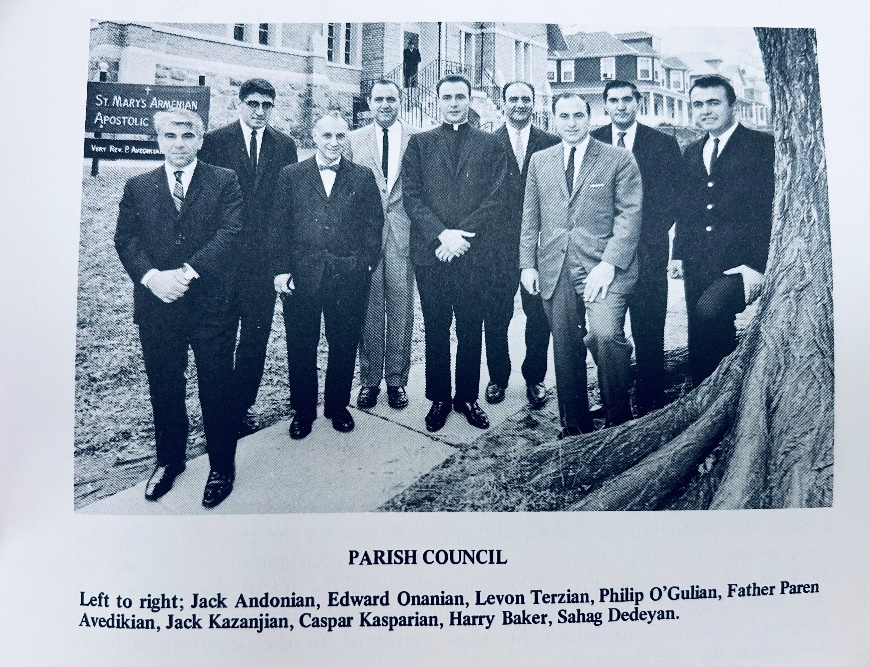 ST. MARY'S ARMENIAN
APOSTOLIC
VERY REV. P. AVEDIKIAN
PARISH COUNCIL
Left to right; Jack Andonian, Edward Onanian, Levon Terzian, Philip O'Gulian, Father Paren
Avedikian, Jack Kazanjian, Caspar Kasparian, Harry Baker, Sahag Dedeyan.